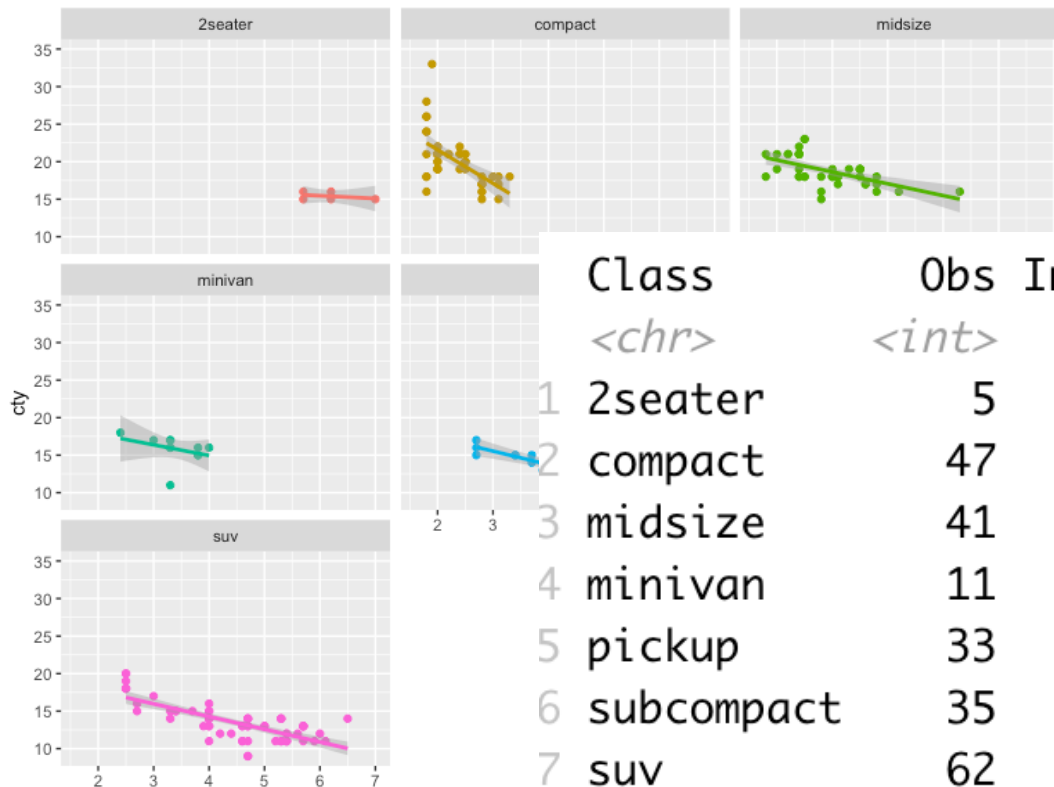 2seater compact midsize
35
30
25
20
15
10
minivan
35
30
25
20
15
10
cty
2 3
suv
35
30
25
20
15
10
2 3 4 5 6 7
Class Obs In
<chr> <int>
1 2seater 5
2 compact 47
3 midsize 41
4 minivan 11
5 pickup 33
6 subcompact 35
7 suv 62